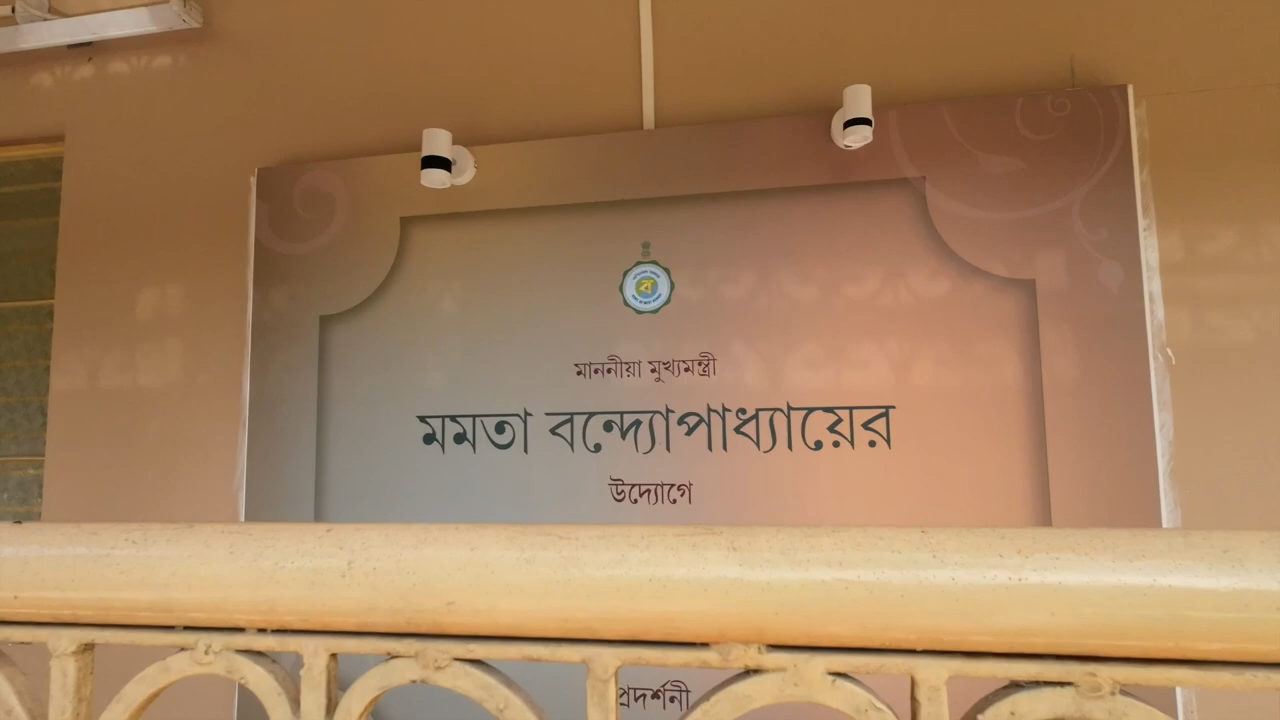 মাননীয়া মুখ্যমন্ত্রী
মমতা বন্দ্যোপাধ্যায়ের
উদ্যোগে
প্রদর্শনী